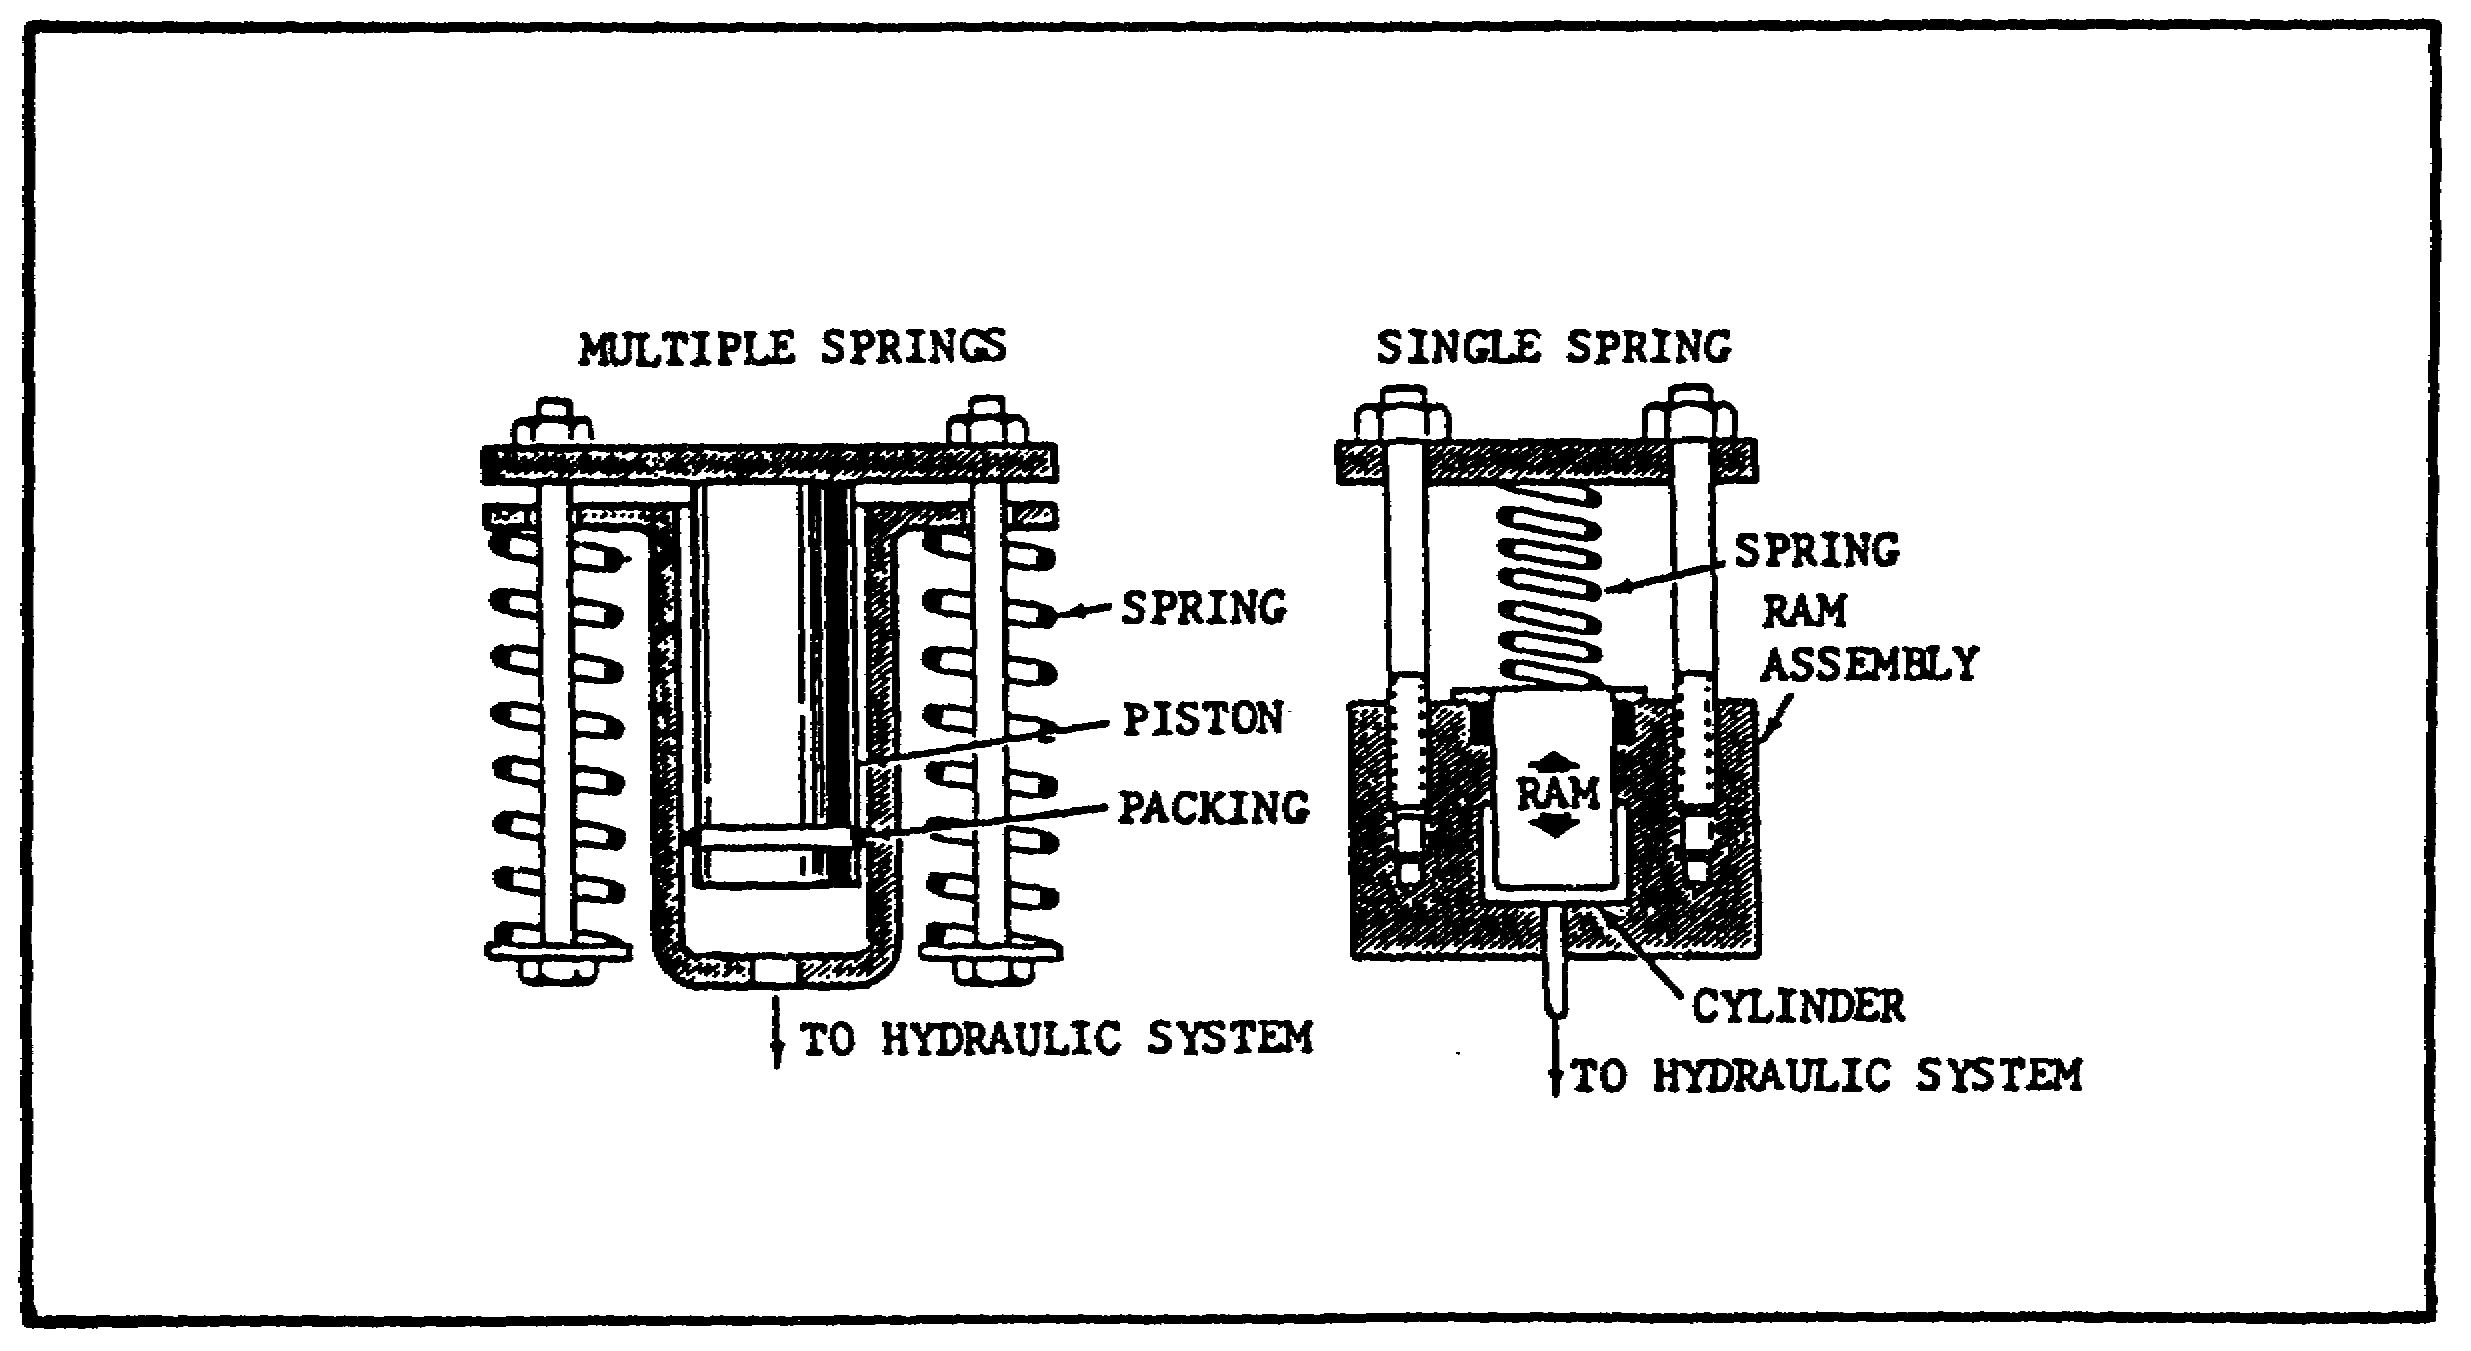 MULTIPLE SPRINGS
SPRING
PISTON
PACKING
TO HYDRAULIC SYSTEM
SINGLE SPRING
SPRING
RAM
ASSEMBLY
RAM
CYLINDER
TO HYDRAULIC SYSTEM